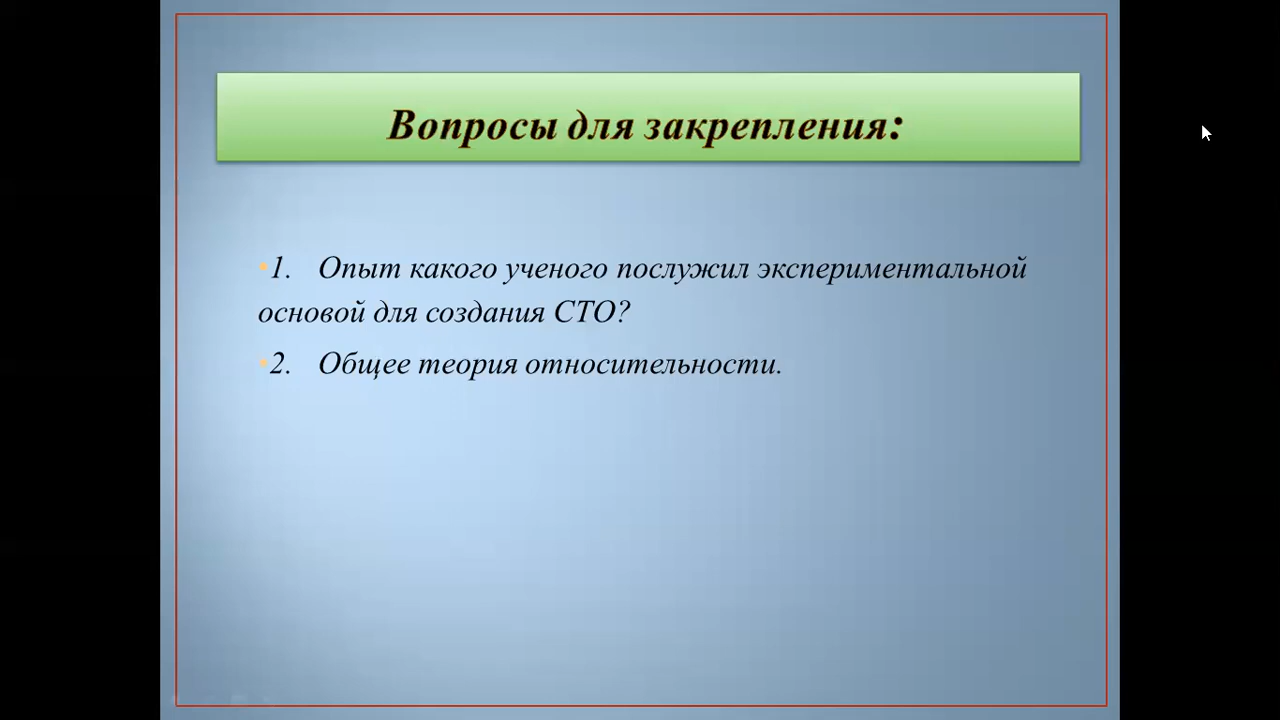 Вопросы для закрепления:
•1. Опыт какого ученого послужил экспериментальной
основой для создания СТО?
•2. Общее теория относительности.